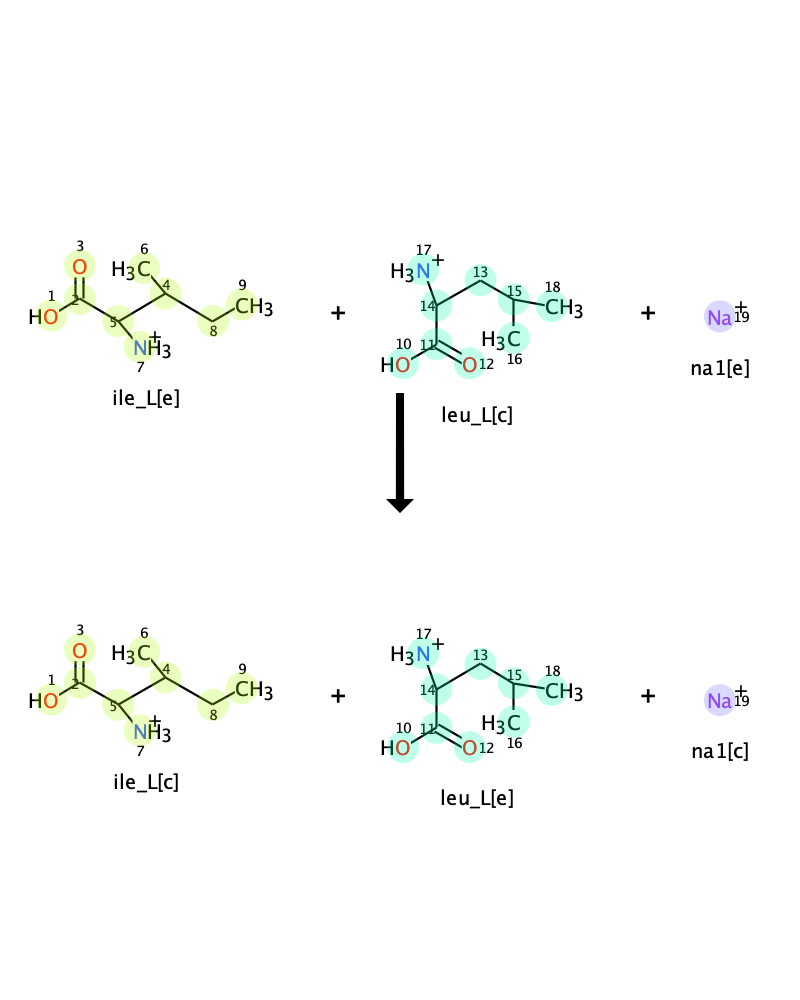 3 6 17
H₃C H₃N + 13
1 O 4 9 15 18
HO 2 CH₃ + 14 CH₃ + Na + 19
5 8 10 11 H₃C
NH₃ + HO O 12 16
7 na1[e]
ile_L[e] leu_L[c]
3 6 17
H₃C H₃N + 13
1 O 4 9 15 18
HO 2 CH₃ + 14 CH₃ + Na + 19
5 8 10 11 H₃C
NH₃ + HO O 12 16
7 na1[c]
ile_L[c] leu_L[e]